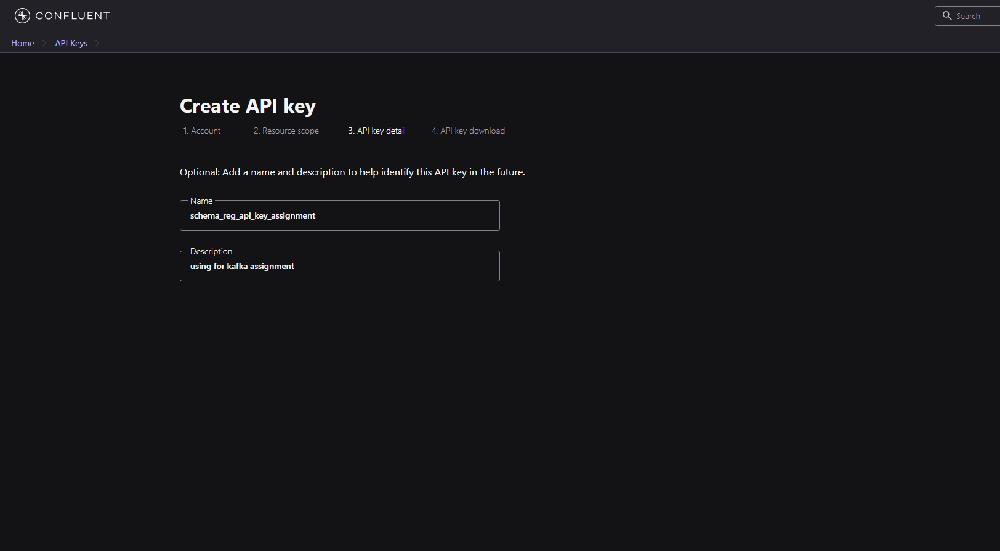 CONFLUENT
Search
Home
API Keys
Create API key
1. Account
2. Resource scope
3. API key detail
4. API key download
Optional: Add a name and description to help identify this API key in the future.
Name
schema_reg_api_key_assignment
Description
using for kafka assignment